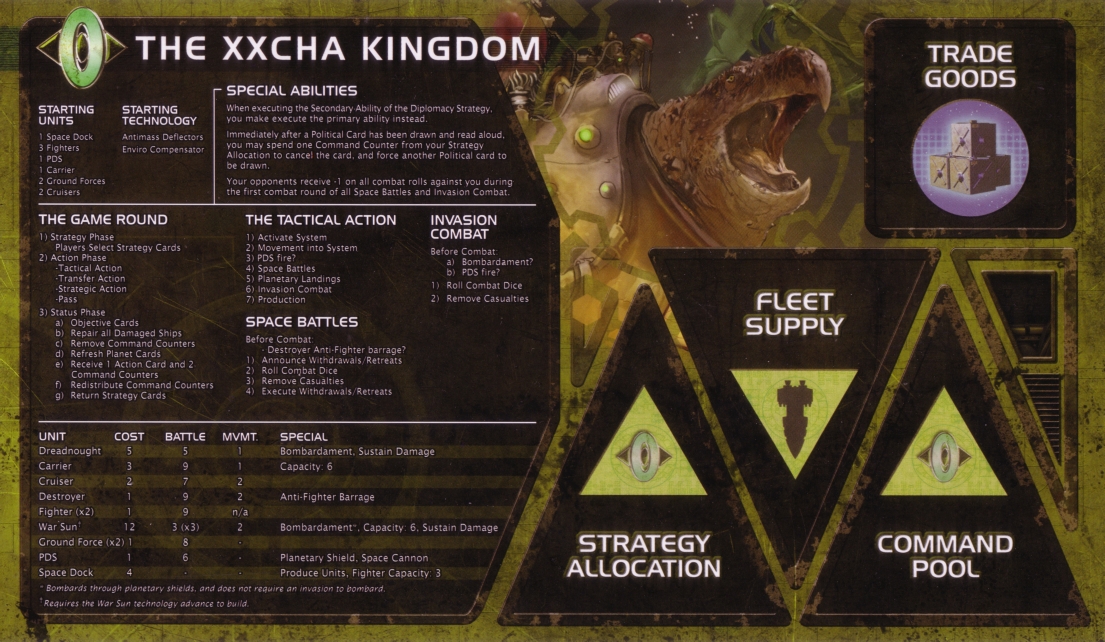 THE XXCHA KINGDOM
STARTING
UNITS
1 Space Dock
3 Fighters
1 PDS
1 Carrier
2 Ground Forces
2 Cruisers
STARTING
TECHNOLOGY
Antimass Deflectors
Enviro Compensator
SPECIAL ABILITIES
When executing the Secondary Ability of the Diplomacy Strategy,
you make execute the primary ability instead.
Immediately after a Political Card has been drawn and read aloud,
you may spend one Command Counter from your Strategy
Allocation to cancel the card, and force another Political card to
be drawn.
Your opponents receive -1 on all combat rolls against you during
the first combat round of all Space Battles and Invasion Combat.
THE GAME ROUND
1) Strategy Phase
Players Select Strategy Cards
2) Action Phase
-Tactical Action
-Transfer Action
-Strategic Action
-Pass
3) Status Phase
a) Objective Cards
b) Repair all Damaged Ships
c) Remove Command Counters
d) Refresh Planet Cards
e) Receive 1 Action Card and 2
Command Counters
f) Redistribute Command Counters
g) Return Strategy Cards
THE TACTICAL ACTION
1) Activate System
2) Movement into System
3) PDS fire?
4) Space Battles
5) Planetary Landings
6) Invasion Combat
7) Production
SPACE BATTLES
Before Combat:
- Destroyer Anti-Fighter barrage?
1) Announce Withdrawals/Retreats
2) Roll Combat Dice
3) Remove Casualties
4) Execute Withdrawals/Retreats
INVASION
COMBAT
Before Combat:
a) Bombardment?
b) PDS fire?
1) Roll Combat Dice
2) Remove Casualties
UNIT COST BATTLE MVMT. SPECIAL
Dreadnought 5 5 1 Bombardment, Sustain Damage
Carrier 3 9 1 Capacity: 6
Cruiser 2 7 2
Destroyer 1 9 2 Anti-Fighter Barrage
Fighter (x2) 1 9 n/a
War Sun† 12 3 (x3) 2 Bombardment*, Capacity: 6, Sustain Damage
Ground Force (x2) 1 8 -
PDS 1 6 - Planetary Shield, Space Cannon
Space Dock 4 - - Produce Units, Fighter Capacity: 3
* Bombards through planetary shields, and does not require an invasion to bombard.
† Requires the War Sun technology advance to build.
TRADE
GOODS
FLEET
SUPPLY
STRATEGY
ALLOCATION
COMMAND
POOL